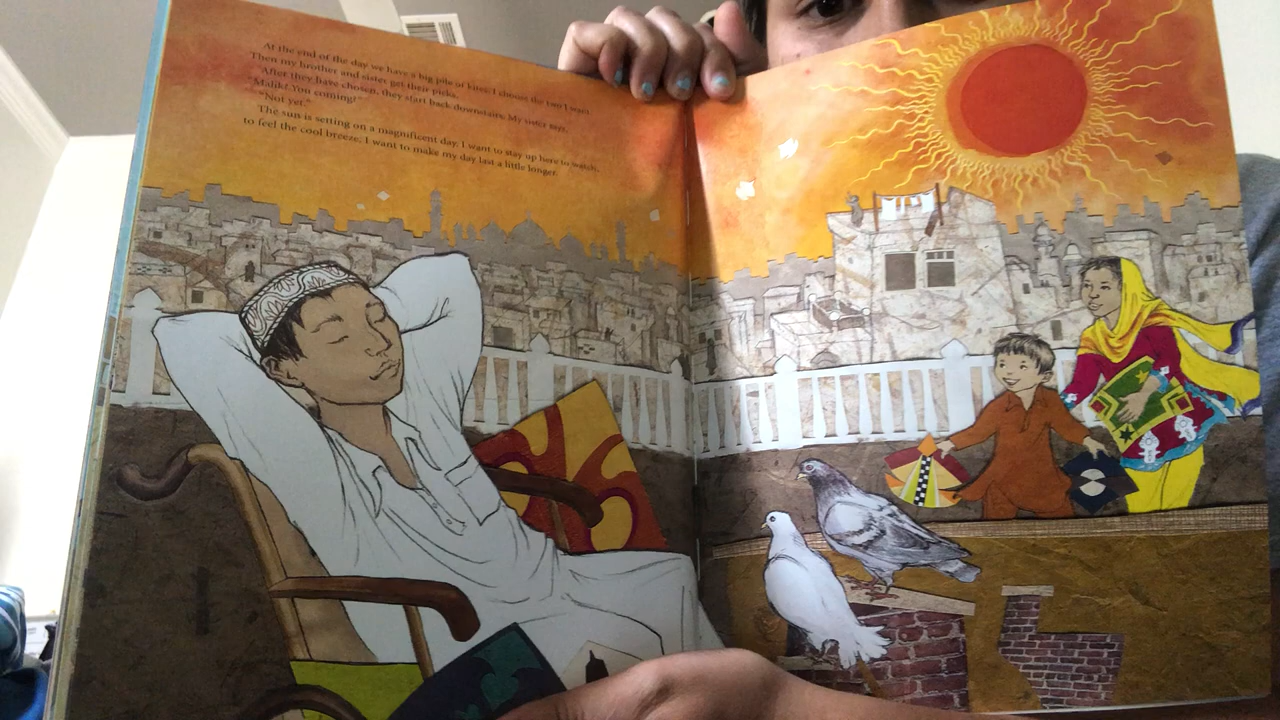 At the end of the day we have a big pile of kites. I choose the two I want.
Then my brother and sister get their picks.
After they have chosen, they start back downstairs. My sister says,
"Malik! You coming?"
"Not yet."
The sun is setting on a magnificent day. I want to stay up here to watch,
to feel the cool breeze. I want to make my day last a little longer.